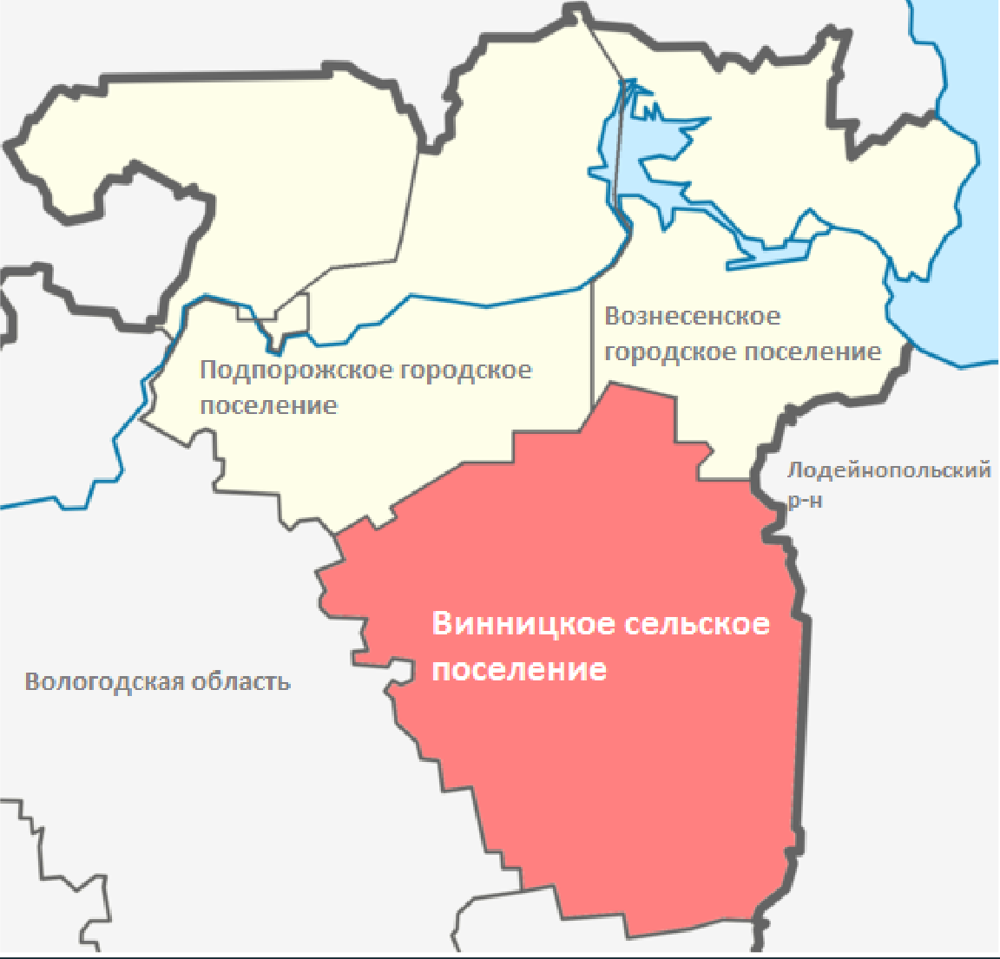 Вознесенское
городское поселение
Подпорожское городское
поселение
Лодейнопольский
р-н
Винницкое сельское
поселение
Вологодская область